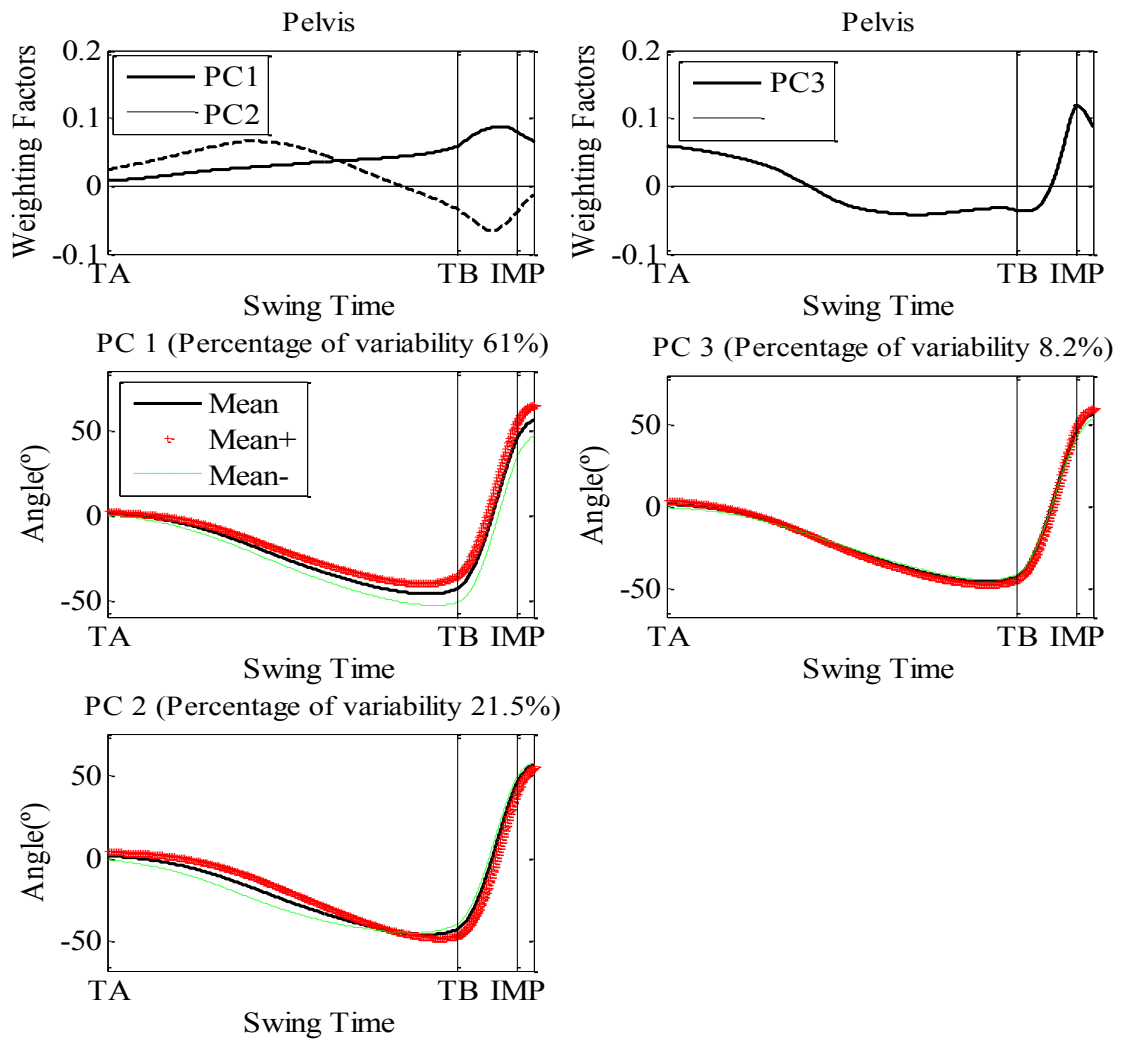 Pelvis
Weighting Factors
0.2
0.1
0
-0.1
PC1
PC2
TA TB IMP
Swing Time
Pelvis
Weighting Factors
0.2
0.1
0
-0.1
PC3
TA TB IMP
Swing Time
PC 1 (Percentage of variability 61%)
Angle(º)
50
0
-50
Mean
Mean+
Mean-
TA TB IMP
Swing Time
PC 3 (Percentage of variability 8.2%)
Angle(º)
50
0
-50
TA TB IMP
Swing Time
PC 2 (Percentage of variability 21.5%)
Angle(º)
50
0
-50
TA TB IMP
Swing Time